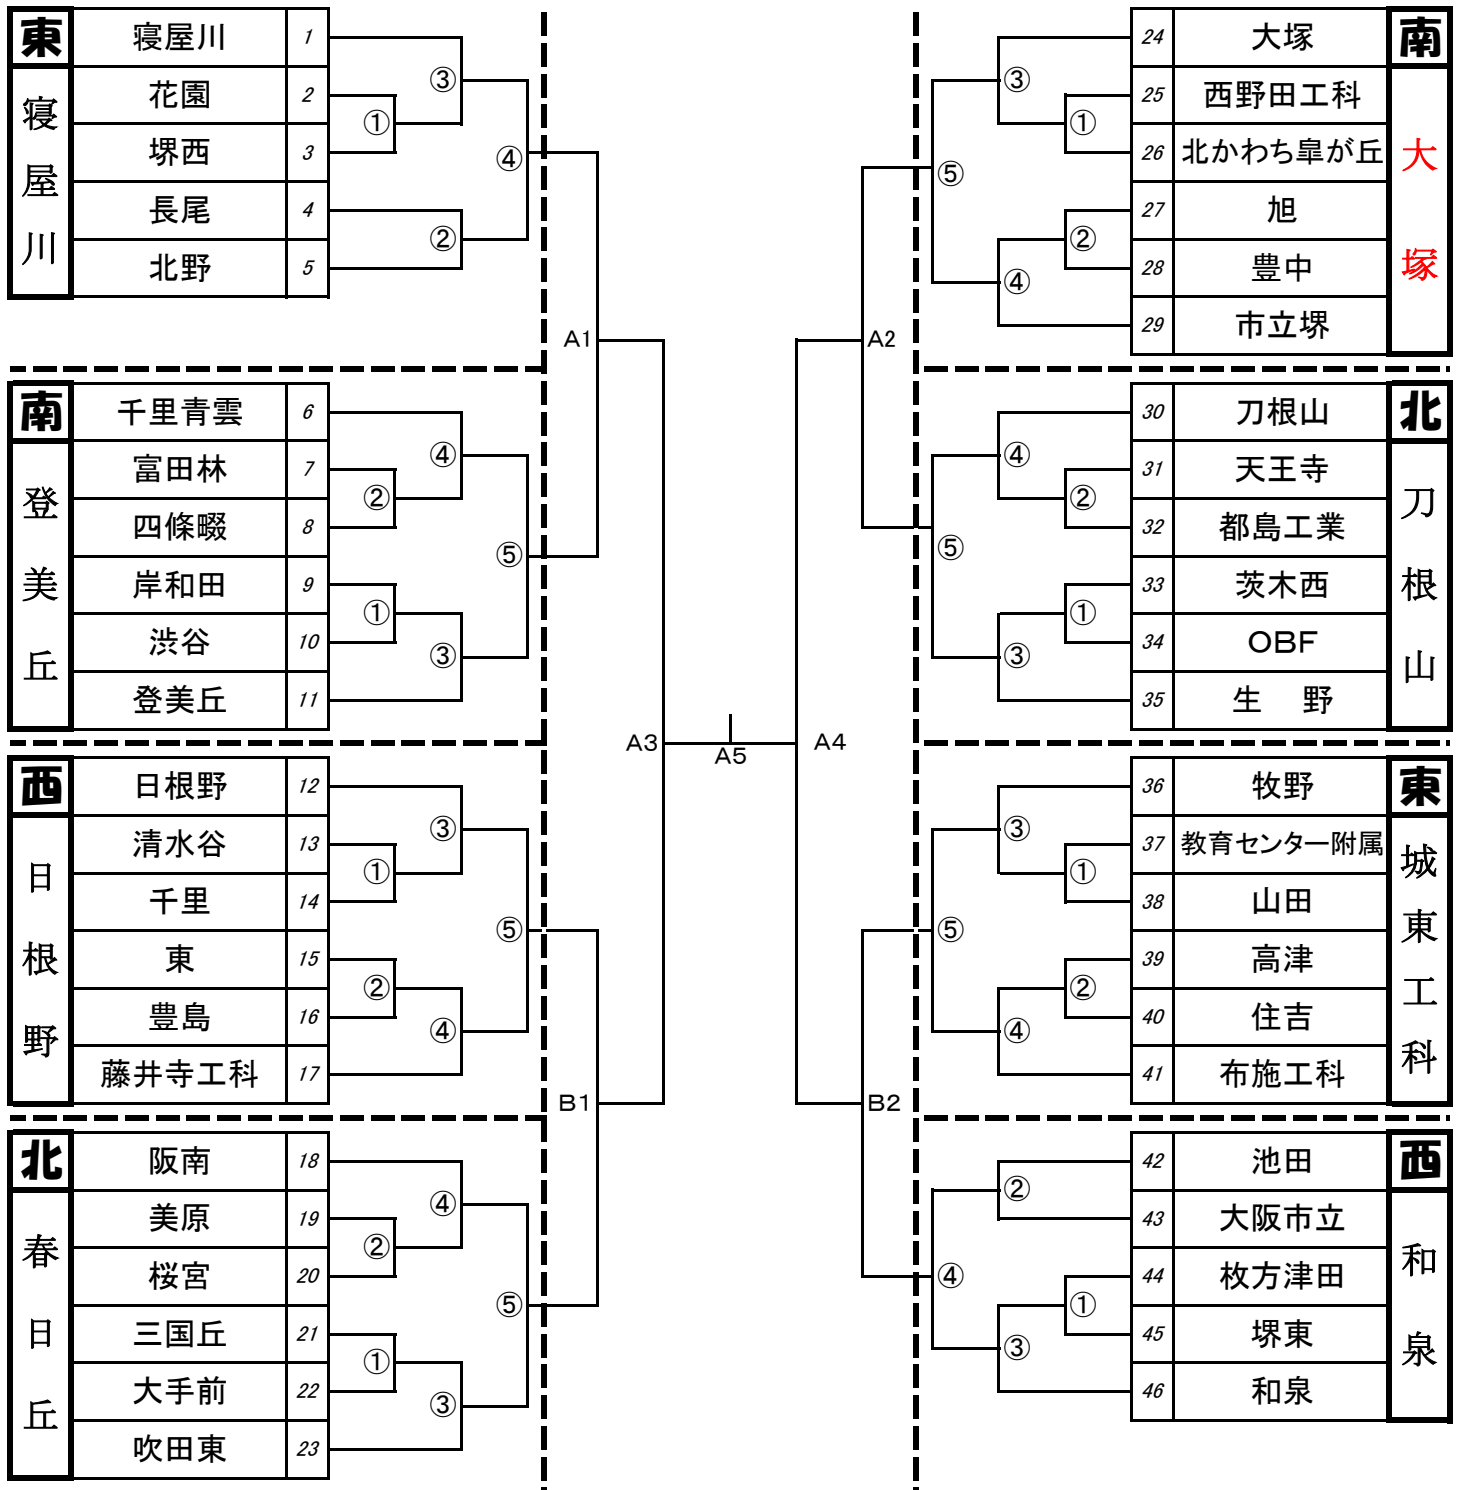 東
寝屋川
寝屋川 1
花園 2
堺西 3
長尾 4
北野 5
③
①
④
②
南
登美丘
千里青雲 6
富田林 7
四條畷 8
岸和田 9
渋谷 10
登美丘 11
④
②
⑤
①
③
西
日根野
日根野 12
清水谷 13
千里 14
東 15
豊島 16
藤井寺工科 17
③
①
⑤
②
④
北
春日丘
阪南 18
美原 19
桜宮 20
三国丘 21
大手前 22
吹田東 23
④
②
⑤
①
③
A1
A3
B1
A5
A2
A4
B2
南
大塚
24 大塚
25 西野田工科
26 北かわち皐が丘
27 旭
28 豊中
29 市立堺
③
①
⑤
②
④
北
刀根山
30 刀根山
31 天王寺
32 都島工業
33 茨木西
34 OBF
35 生 野
④
②
⑤
①
③
東
城東工科
36 牧野
37 教育センター附属
38 山田
39 高津
40 住吉
41 布施工科
③
①
⑤
②
④
西
和泉
42 池田
43 大阪市立
44 枚方津田
45 堺東
46 和泉
②
④
①
③